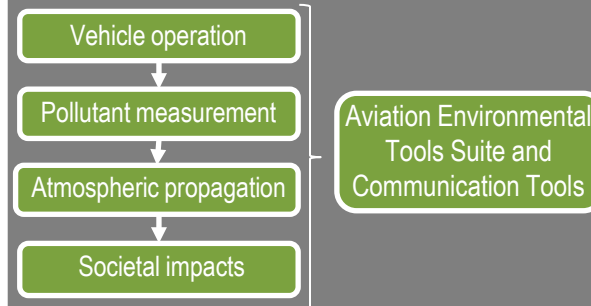 Vehicle operation
Pollutant measurement
Atmospheric propagation
Societal impacts
Aviation Environmental
Tools Suite and
Communication Tools